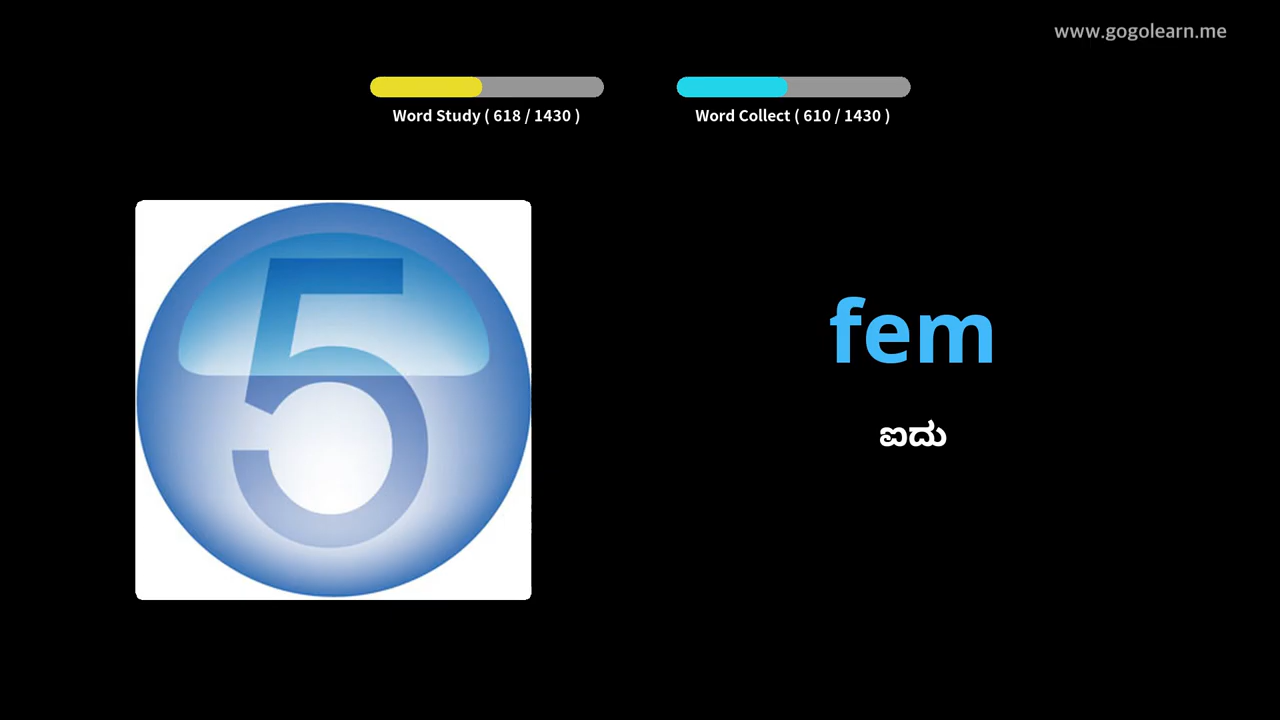 www.gogolearn.me
Word Study ( 618 / 1430 )
Word Collect ( 610 / 1430 )
5
fem
ಐದು